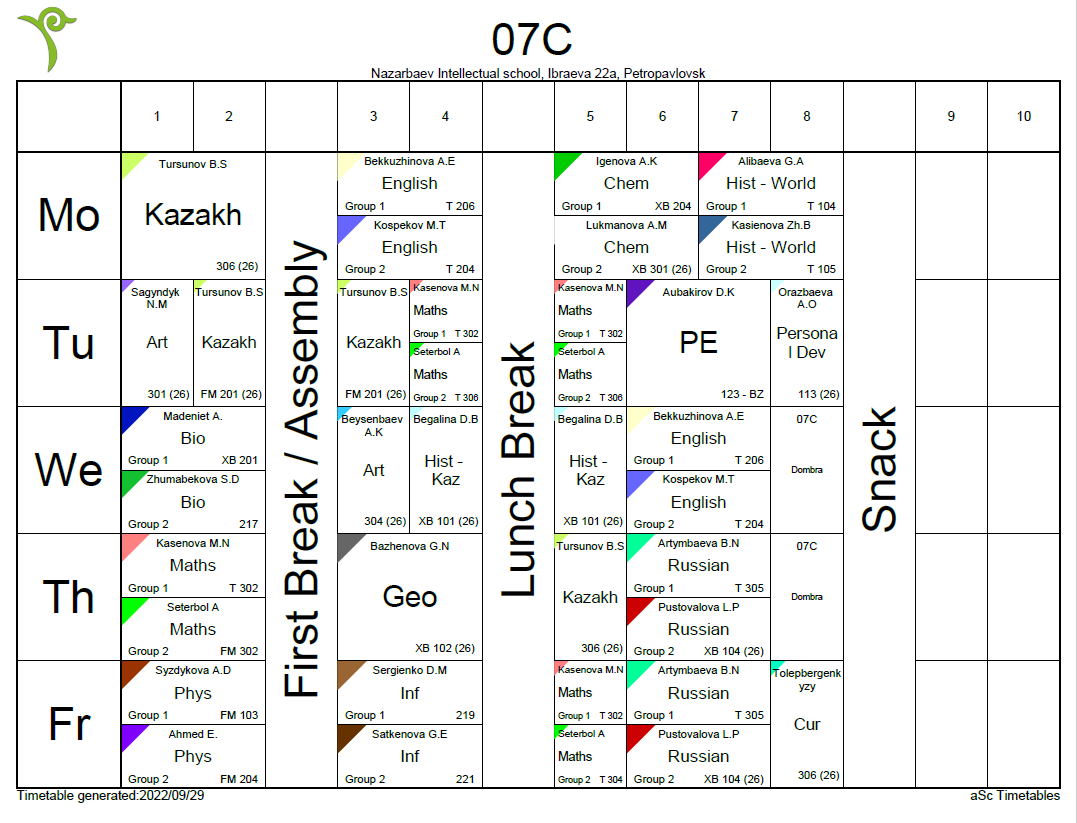 07C
Nazarbaev Intellectual school, Ibraeva 22a, Petropavlovsk
1 2 3 4 5 6 7 8 9 10
First Break / Assembly
Lunch Break
Snack
Mo
Tursunov B.S
Kazakh
306 (26)
Bekkuzhinova A.E
English
Group 1 T 206
Kospekov M.T
English
Group 2 T 204
Igenova A.K
Chem
Group 1 XB 204
Lukmanova A.M
Chem
Group 2 XB 301 (26)
Alibaeva G.A
Hist - World
Group 1 T 104
Kasienova Zh.B
Hist - World
Group 2 T 105
Tu
Sagyndyk
N.M
Art
301 (26)
Tursunov B.S
Kazakh
FM 201 (26)
Tursunov B.S
Kazakh
FM 201 (26)
Kasenova M.N
Maths
Group 1 T 302
Seterbol A
Maths
Group 2 T 306
Kasenova M.N
Maths
Group 1 T 302
Seterbol A
Maths
Group 2 T 306
Aubakirov D.K
PE
123 - BZ
Orazbaeva
A.O
Persona
l Dev
113 (26)
We
Madeniet A.
Bio
Group 1 XB 201
Zhumabekova S.D
Bio
Group 2 217
Beysenbaev
A.K
Art
304 (26)
Begalina D.B
Hist -
Kaz
XB 101 (26)
Begalina D.B
Hist -
Kaz
XB 101 (26)
Bekkuzhinova A.E
English
Group 1 T 206
Kospekov M.T
English
Group 2 T 204
07C
Dombra
Th
Kasenova M.N
Maths
Group 1 T 302
Seterbol A
Maths
Group 2 FM 302
Bazhenova G.N
Geo
XB 102 (26)
Tursunov B.S
Kazakh
306 (26)
Artymbaeva B.N
Russian
Group 1 T 305
Pustovalova L.P
Russian
Group 2 XB 104 (26)
07C
Dombra
Fr
Syzdykova A.D
Phys
Group 1 FM 103
Ahmed E.
Phys
Group 2 FM 204
Sergienko D.M
Inf
Group 1 219
Satkenova G.E
Inf
Group 2 221
Kasenova M.N
Maths
Group 1 T 302
Seterbol A
Maths
Group 2 T 304
Artymbaeva B.N
Russian
Group 1 T 305
Pustovalova L.P
Russian
Group 2 XB 104 (26)
Tolepbergenk
yzy
Cur
306 (26)
Timetable generated:2022/09/29
aSc Timetables